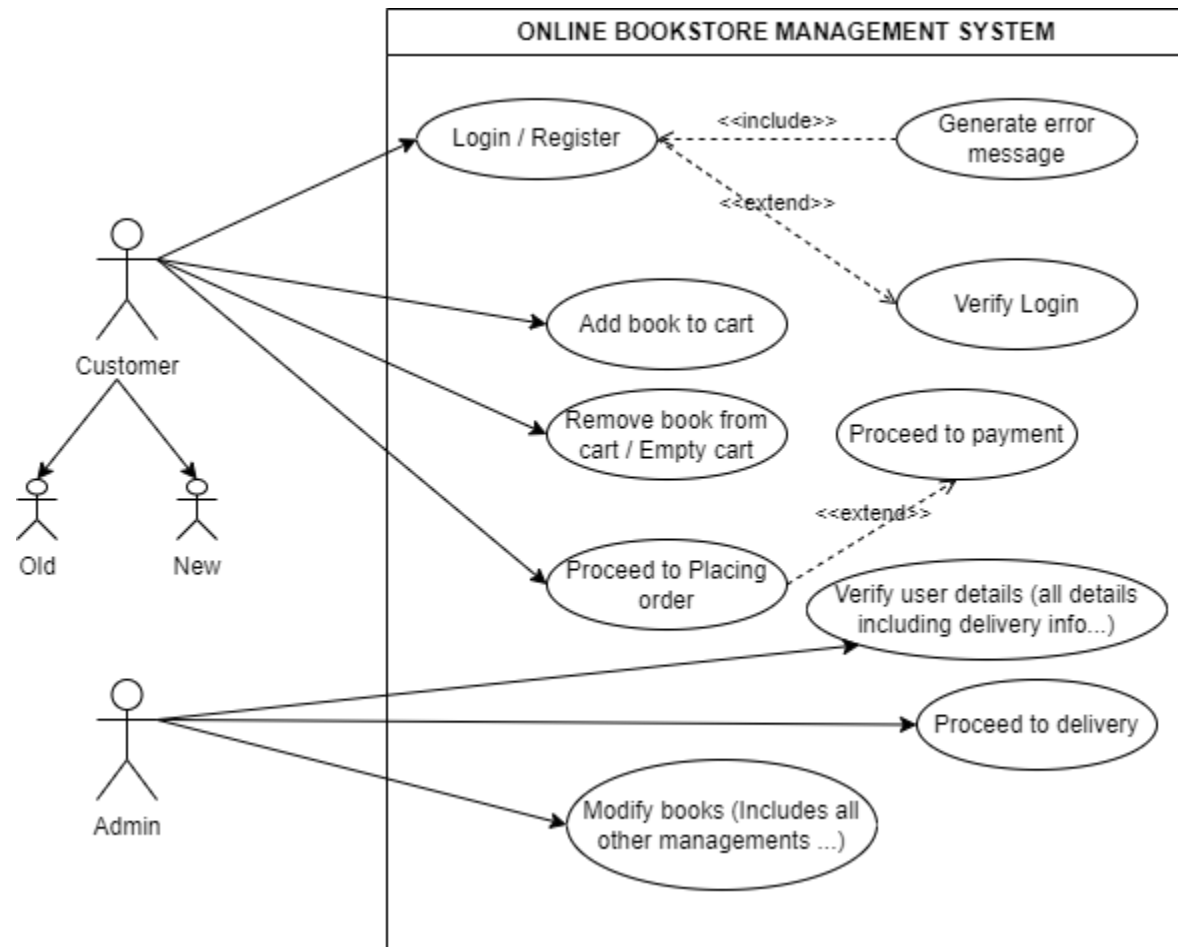 ONLINE BOOKSTORE MANAGEMENT SYSTEM
Login / Register
<<include>>
Generate error
message
<<extend>>
Verify Login
Customer
Add book to cart
Remove book from
cart / Empty cart
Proceed to payment
<<extend>>
Old
New
Proceed to Placing
order
Verify user details (all details
including delivery info...)
Proceed to delivery
Admin
Modify books (Includes all
other managements ...)